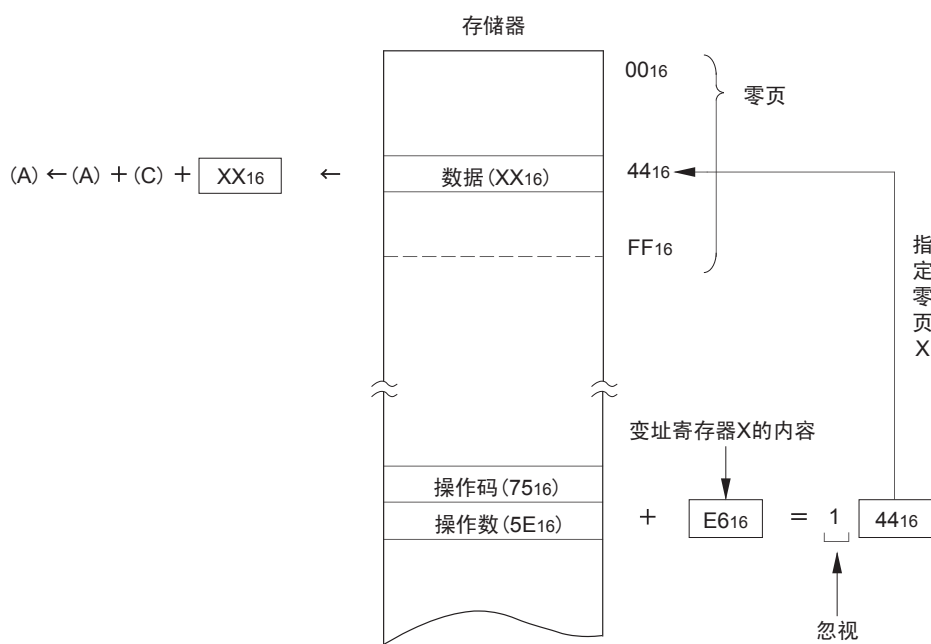 存储器
0016
零页
(A) ← (A) + (C) + XX16 ← 数据(XX16) 4416
FF16
指定零页X
变址寄存器X的内容
操作码(7516)
操作数(5E16) + E616 = 1 4416
忽视